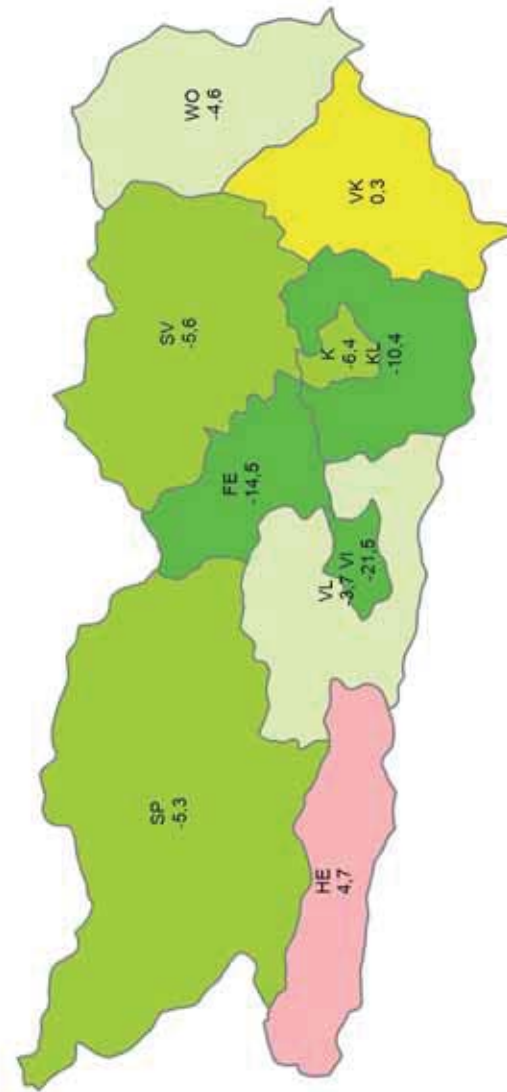 SP
-5,3
HE
4,7
FE
-14,5
VL
-3,7
VI
-21,5
SV
-5,6
K
-6,4
KL
-10,4
WO
-4,6
VK
0,3